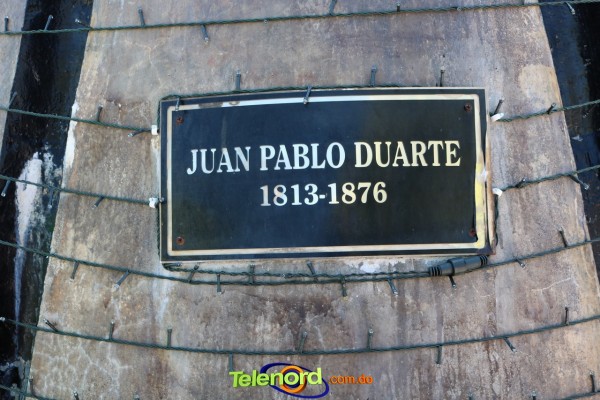 JUAN PABLO DUARTE
1813-1876
Telenord.com.do